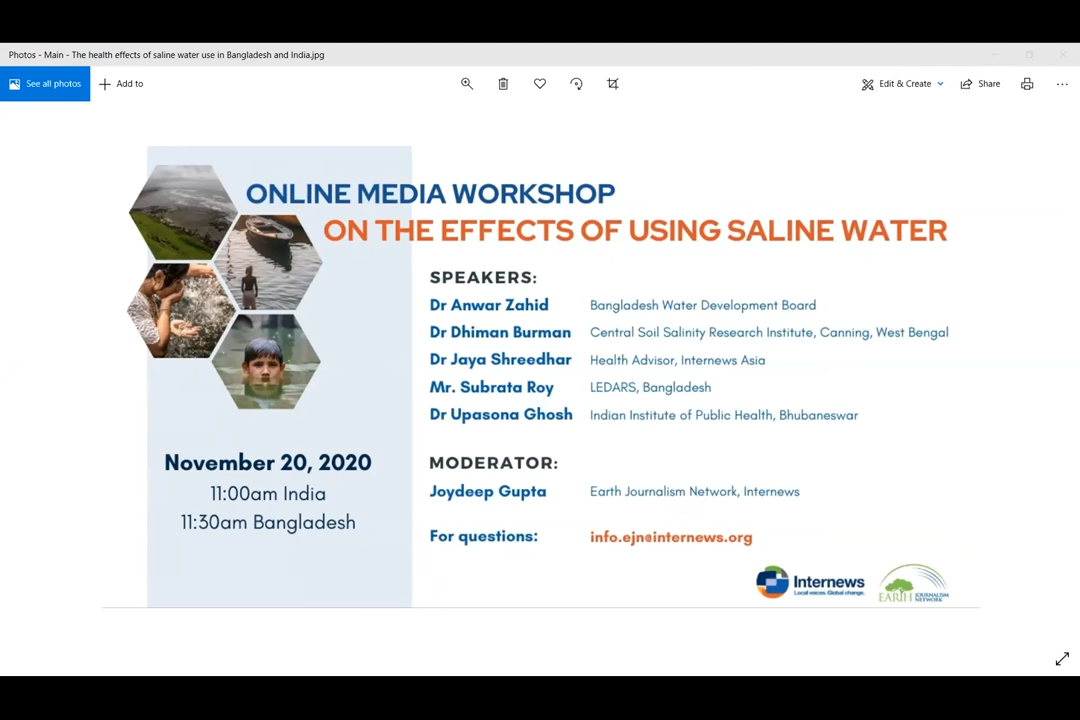 Photos - Main - The health effects of saline water use in Bangladesh and India.jpg
See all photos
Add to
Edit & Create
Share
ONLINE MEDIA WORKSHOP
ON THE EFFECTS OF USING SALINE WATER
SPEAKERS:
Dr Anwar Zahid Bangladesh Water Development Board
Dr Dhiman Burman Central Soil Salinity Research Institute, Canning, West Bengal
Dr Jaya Shreedhar Health Advisor, Internews Asia
Mr. Subrata Roy LEDARS, Bangladesh
Dr Upasona Ghosh Indian Institute of Public Health, Bhubaneswar
November 20, 2020
11:00am India
11:30am Bangladesh
MODERATOR:
Joydeep Gupta Earth Journalism Network, Internews
For questions: info.ejn@internews.org
Internews
Local voices. Global change.
EARTH JOURNALISM
NETWORK